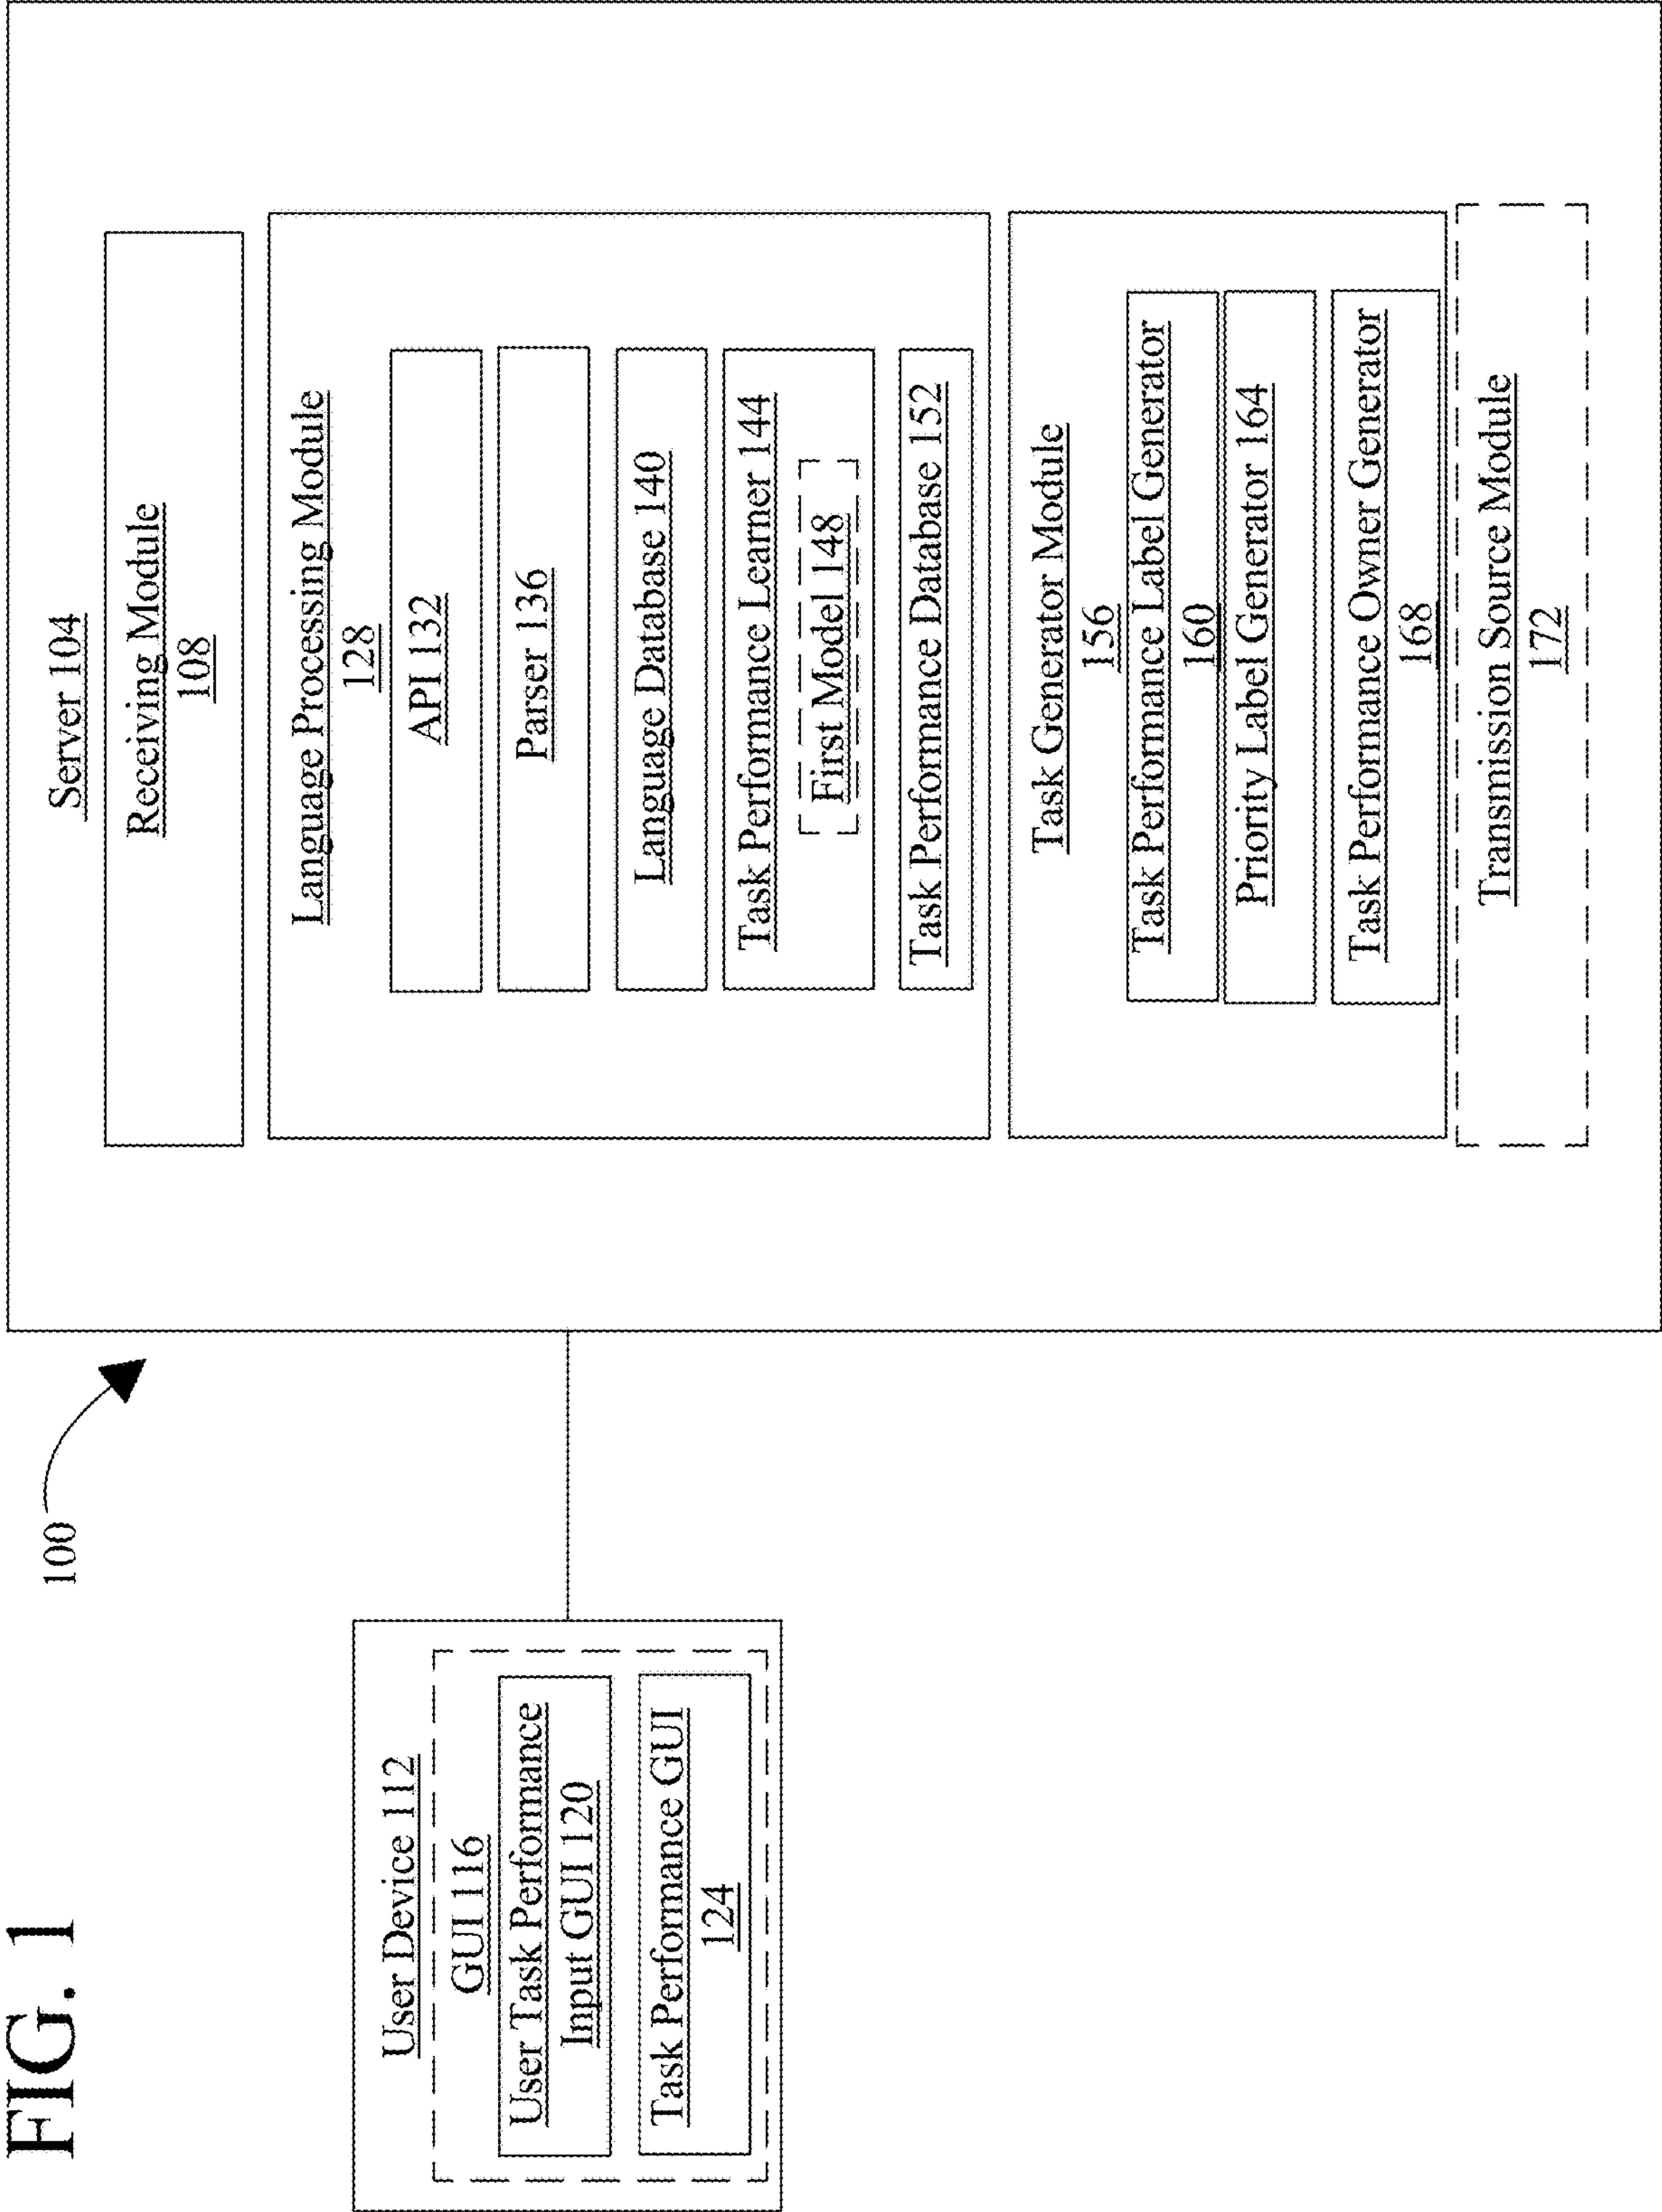 FIG. 1
100
User Device 112
GUI 116
User Task Performance
Input GUI 120
Task Performance GUI
124
Server 104
Receiving Module
108
Language Processing Module
128
API 132
Parser 136
Language Database 140
Task Performance Learner 144
First Model 148
Task Performance Database 152
Task Generator Module
156
Task Performance Label Generator
160
Priority Label Generator 164
Task Performance Owner Generator
168
Transmission Source Module
172